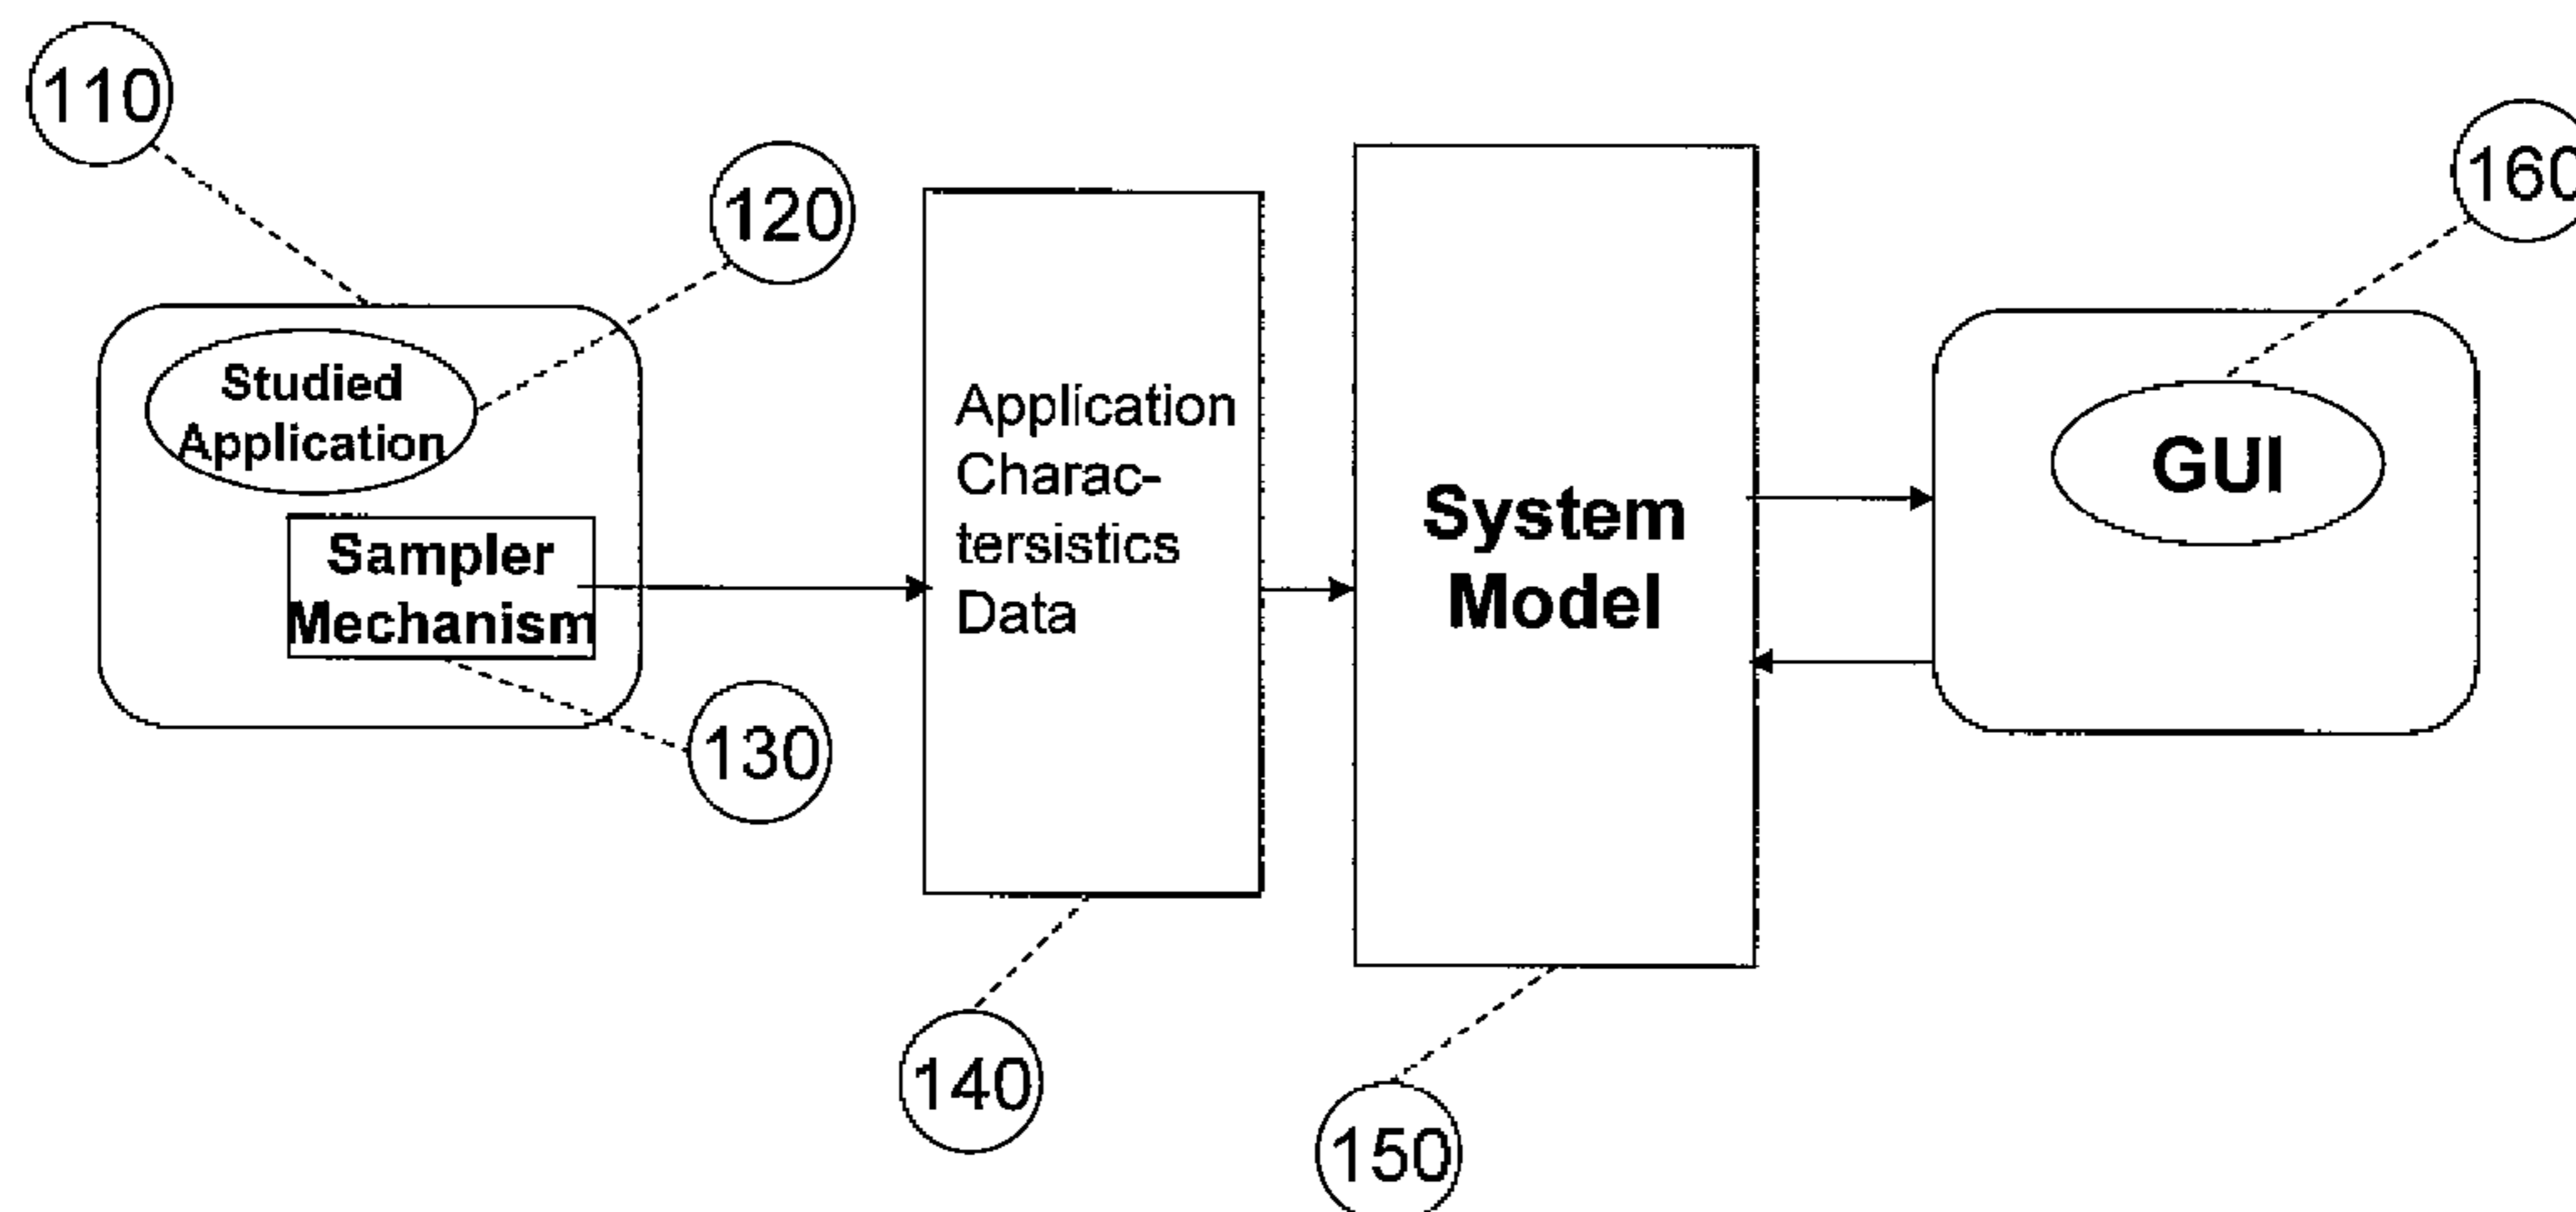 110
120
160
Studied
Application
Sampler
Mechanism
130
Application
Charac-
tersistics
Data
140
System
Model
150
GUI